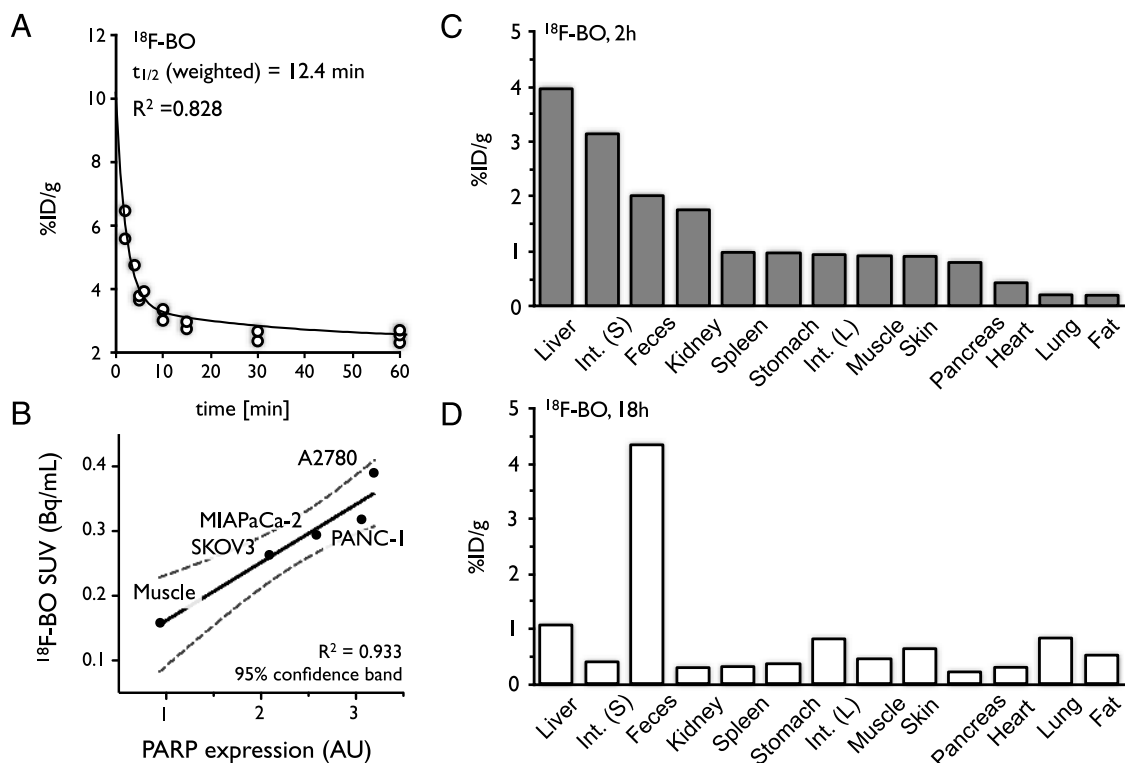 A
¹⁸F-BO
t₁/₂ (weighted) = 12.4 min
R² =0.828
12
10
8
6
4
2
%ID/g
0
10
20
30
40
50
60
time [min]
B
¹⁸F-BO SUV (Bq/mL)
0.4
0.3
0.2
0.1
A2780
MIAPaCa-2
SKOV3
PANC-1
Muscle
R² = 0.933
95% confidence band
1
2
3
PARP expression (AU)
C
¹⁸F-BO, 2h
5
4
3
2
1
0
%ID/g
Liver
Int. (S)
Feces
Kidney
Spleen
Stomach
Int. (L)
Muscle
Skin
Pancreas
Heart
Lung
Fat
D
¹⁸F-BO, 18h
5
4
3
2
1
0
%ID/g
Liver
Int. (S)
Feces
Kidney
Spleen
Stomach
Int. (L)
Muscle
Skin
Pancreas
Heart
Lung
Fat